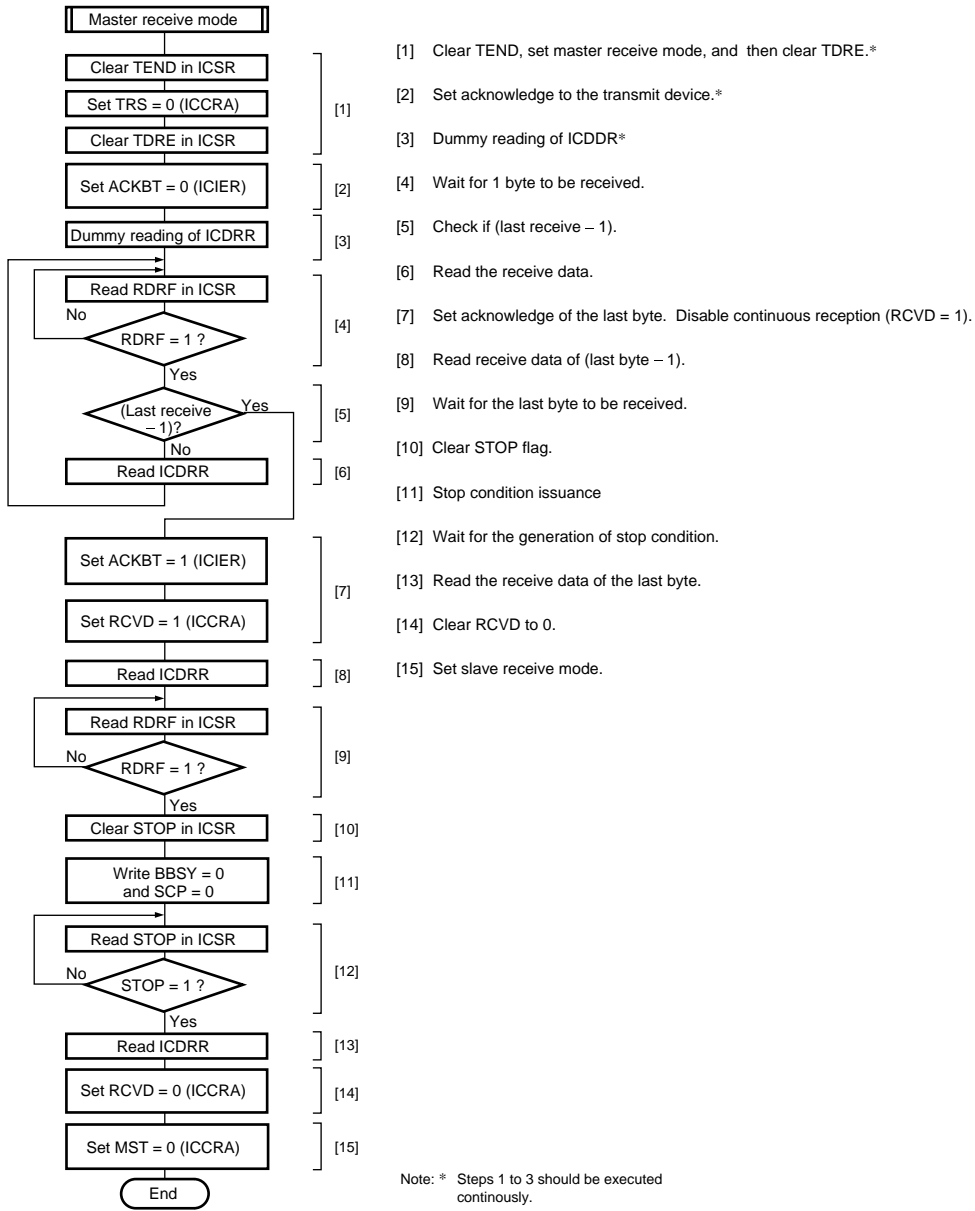 Master receive mode
Clear TEND in ICSR
Set TRS = 0 (ICCRA)
Clear TDRE in ICSR
[1]
Set ACKBT = 0 (ICIER)
[2]
Dummy reading of ICDRR
[3]
Read RDRF in ICSR
No
RDRF = 1 ?
[4]
Yes
(Last receive
– 1)?
Yes
[5]
No
Read ICDRR
[6]
Set ACKBT = 1 (ICIER)
[7]
Set RCVD = 1 (ICCRA)
Read ICDRR
[8]
Read RDRF in ICSR
No
RDRF = 1 ?
[9]
Yes
Clear STOP in ICSR
[10]
Write BBSY = 0
and SCP = 0
[11]
Read STOP in ICSR
No
STOP = 1 ?
[12]
Yes
Read ICDRR
[13]
Set RCVD = 0 (ICCRA)
[14]
Set MST = 0 (ICCRA)
[15]
End
[1] Clear TEND, set master receive mode, and then clear TDRE.*
[2] Set acknowledge to the transmit device.*
[3] Dummy reading of ICDDR*
[4] Wait for 1 byte to be received.
[5] Check if (last receive – 1).
[6] Read the receive data.
[7] Set acknowledge of the last byte. Disable continuous reception (RCVD = 1).
[8] Read receive data of (last byte – 1).
[9] Wait for the last byte to be received.
[10] Clear STOP flag.
[11] Stop condition issuance
[12] Wait for the generation of stop condition.
[13] Read the receive data of the last byte.
[14] Clear RCVD to 0.
[15] Set slave receive mode.
Note: * Steps 1 to 3 should be executed
continously.